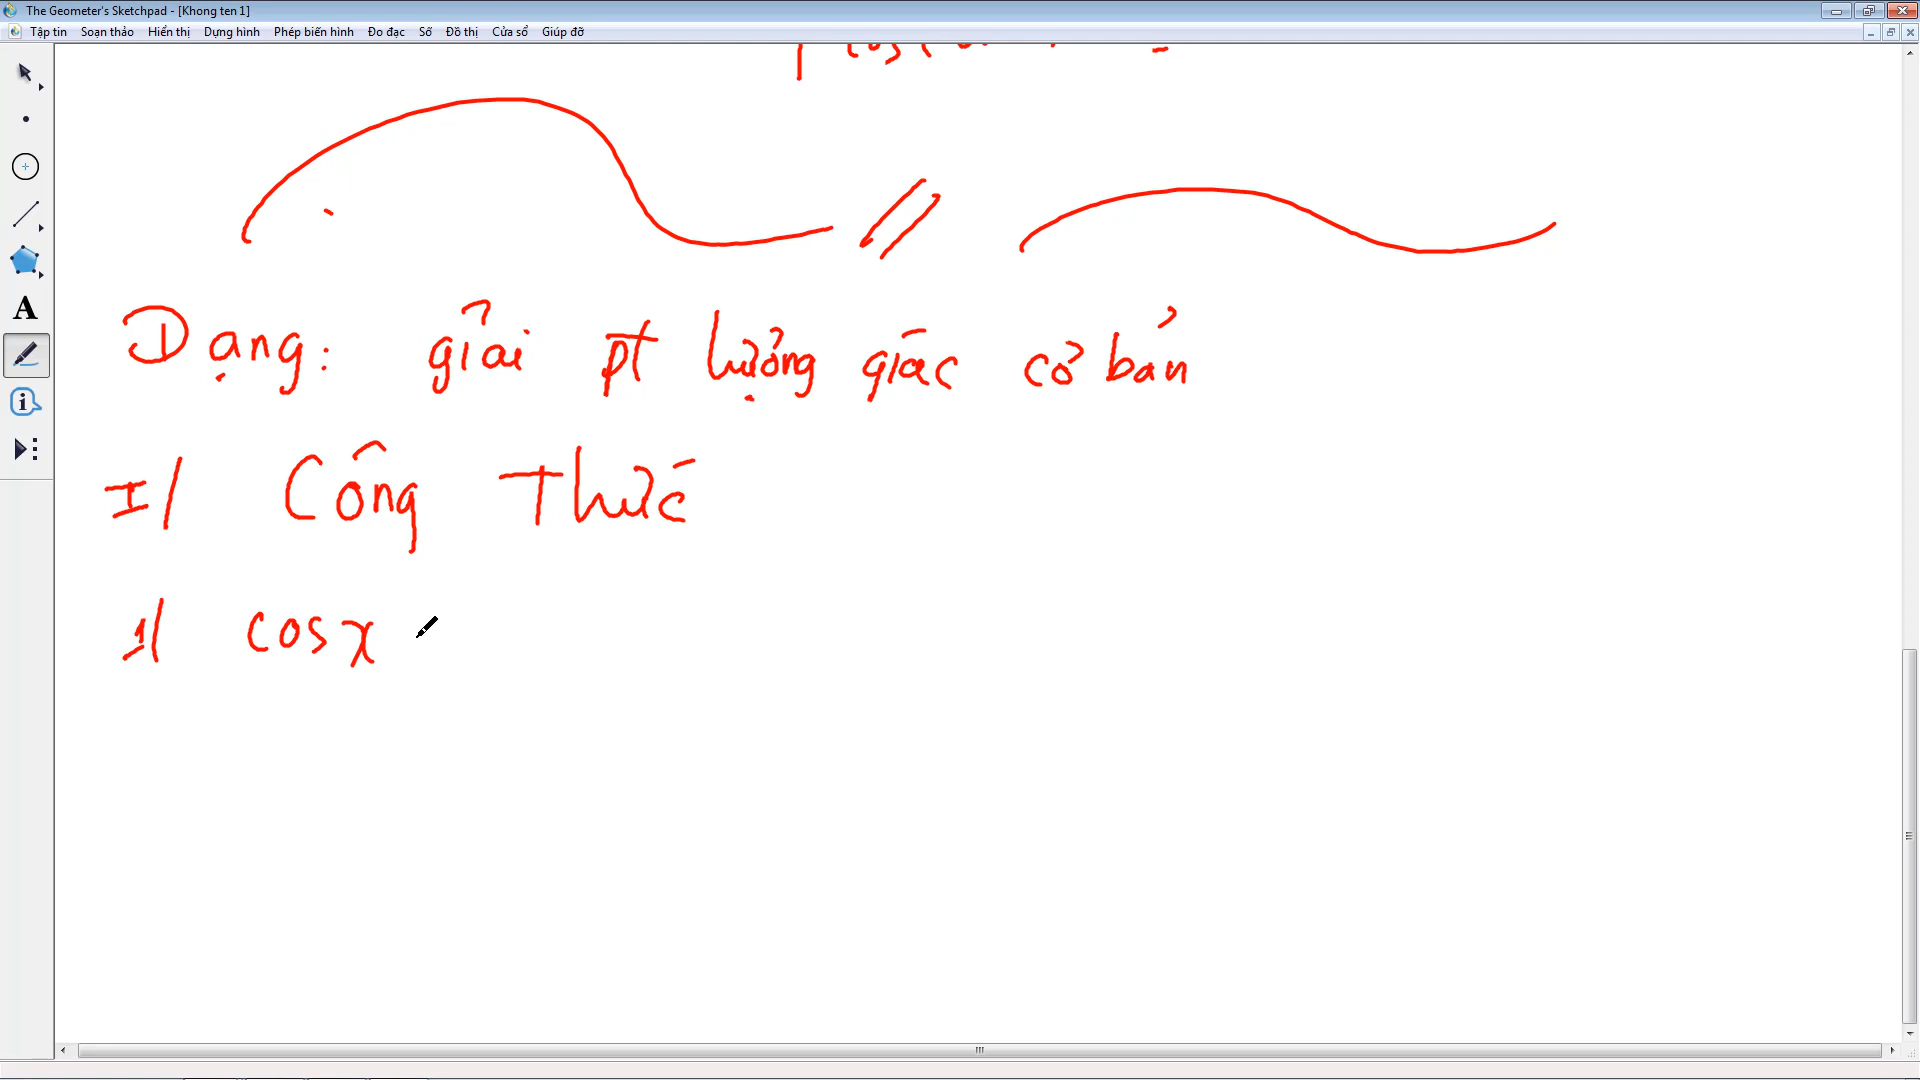 The Geometer's Sketchpad - [Khong ten 1]
Tập tin Soạn thảo Hiển thị Dựng hình Phép biến hình Đo đạc Số Đồ thị Cửa sổ Giúp đỡ
A
Dạng: giải pt lượng giác cơ bản
I/ Công Thức
1/ cos x